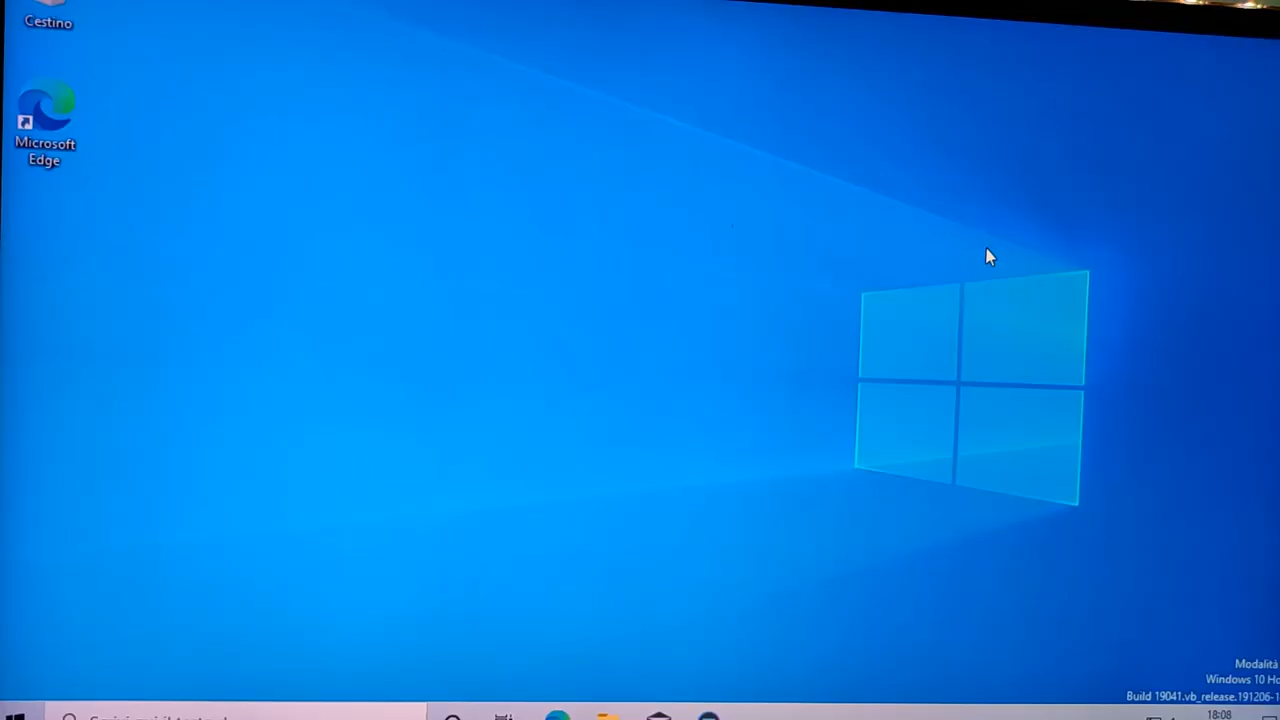 Cestino
Microsoft
Edge
Modalità
Windows 10 Ho
Build 19041.vb_release.191206-1
18:08